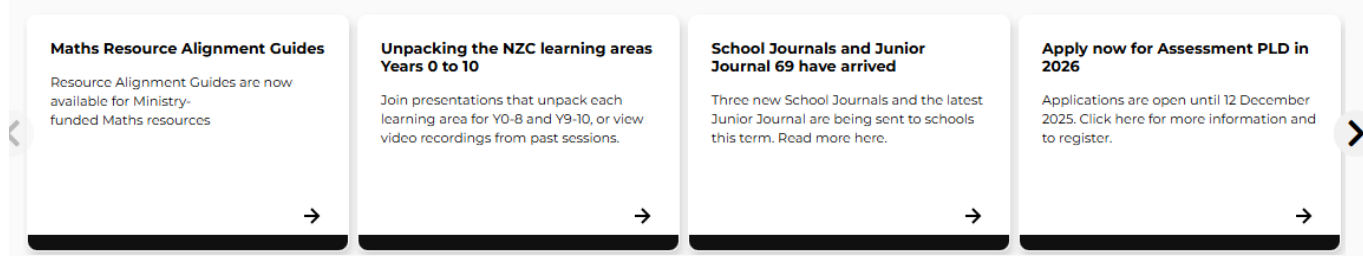 Maths Resource Alignment Guides
Resource Alignment Guides are now
available for Ministry-
funded Maths resources
Unpacking the NZC learning areas
Years 0 to 10
Join presentations that unpack each
learning area for Y0-8 and Y9-10, or view
video recordings from past sessions.
School Journals and Junior
Journal 69 have arrived
Three new School Journals and the latest
Junior Journal are being sent to schools
this term. Read more here.
Apply now for Assessment PLD in
2026
Applications are open until 12 December
2025. Click here for more information and
to register.